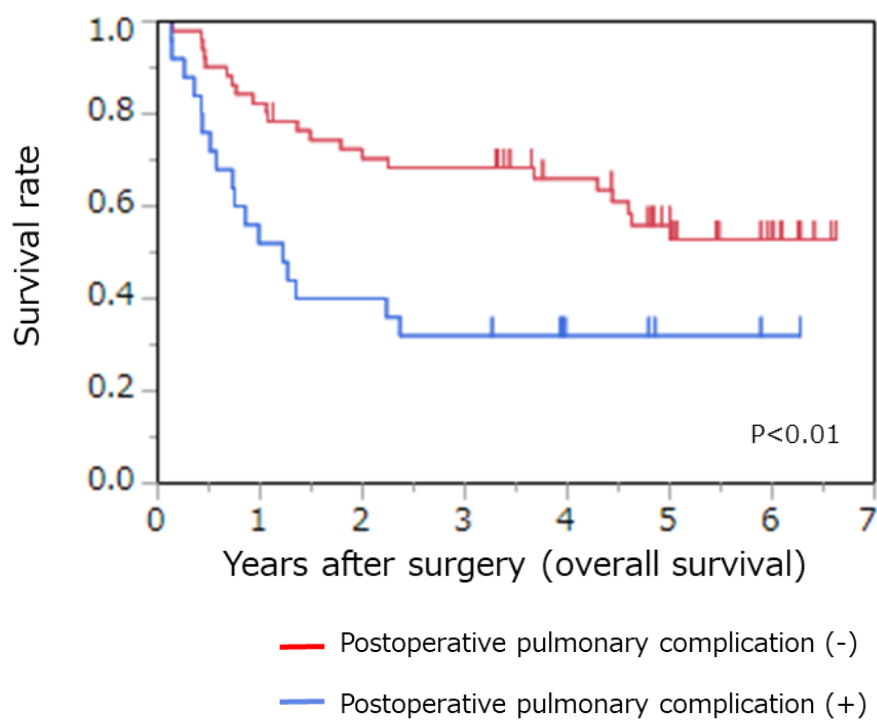 Survival rate
1.0
0.8
0.6
0.4
0.2
0.0
P<0.01
0 1 2 3 4 5 6 7
Years after surgery (overall survival)
Postoperative pulmonary complication (-)
Postoperative pulmonary complication (+)